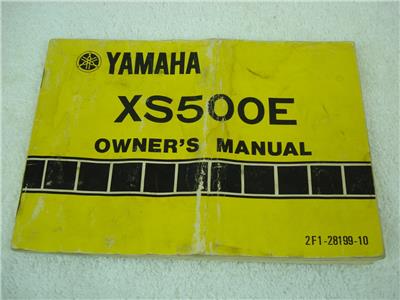 YAMAHA
XS500E
OWNER'S MANUAL
2F1-28199-10